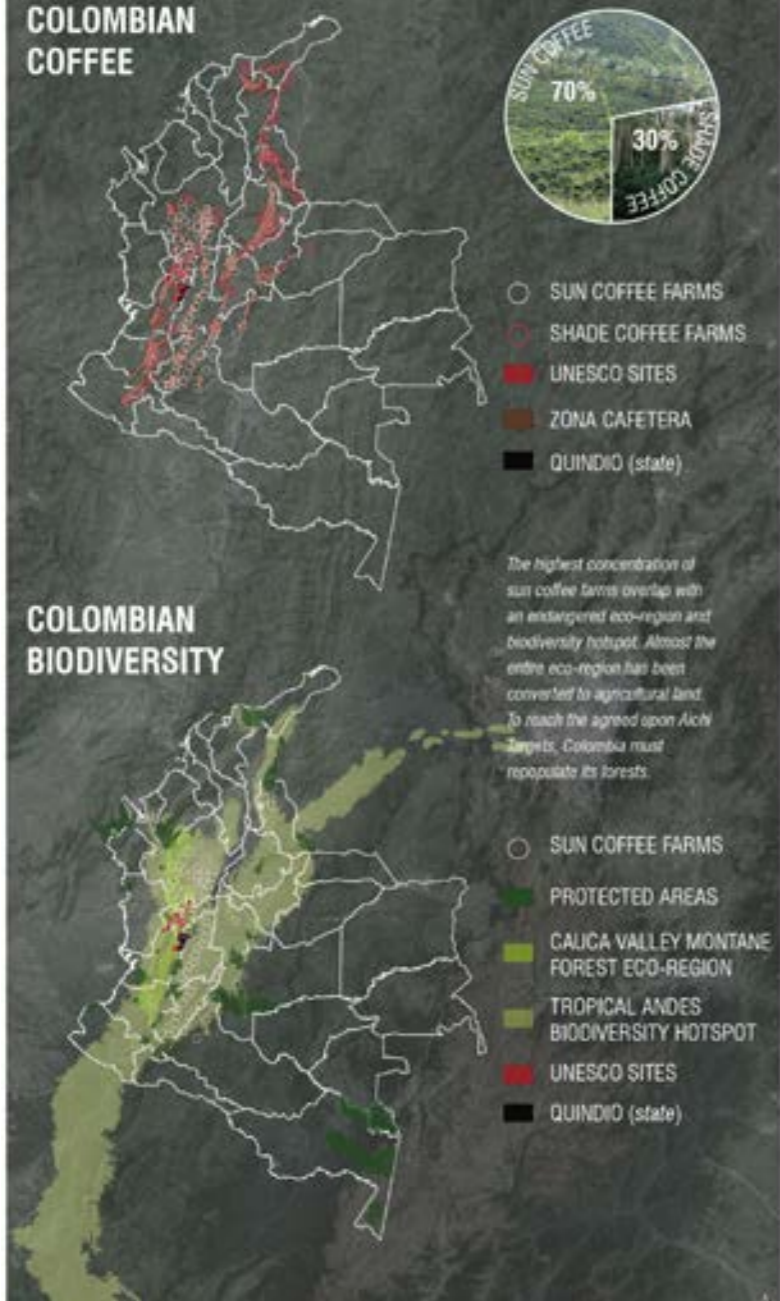 COLOMBIAN
COFFEE
SUN COFFEE
70%
30%
SHADE COFFEE
SUN COFFEE FARMS
SHADE COFFEE FARMS
UNESCO SITES
ZONA CAFETERA
QUINDIO (state)
The highest concentration of
sun coffee farms overlap with
an endangered eco-region and
biodiversity hotspot. Almost the
entire eco-region has been
converted to agricultural land.
To reach the agreed upon Aichi
Targets, Colombia must
repopulate its forests.
COLOMBIAN
BIODIVERSITY
SUN COFFEE FARMS
PROTECTED AREAS
CAUCA VALLEY MONTANE
FOREST ECO-REGION
TROPICAL ANDES
BIODIVERSITY HOTSPOT
UNESCO SITES
QUINDIO (state)